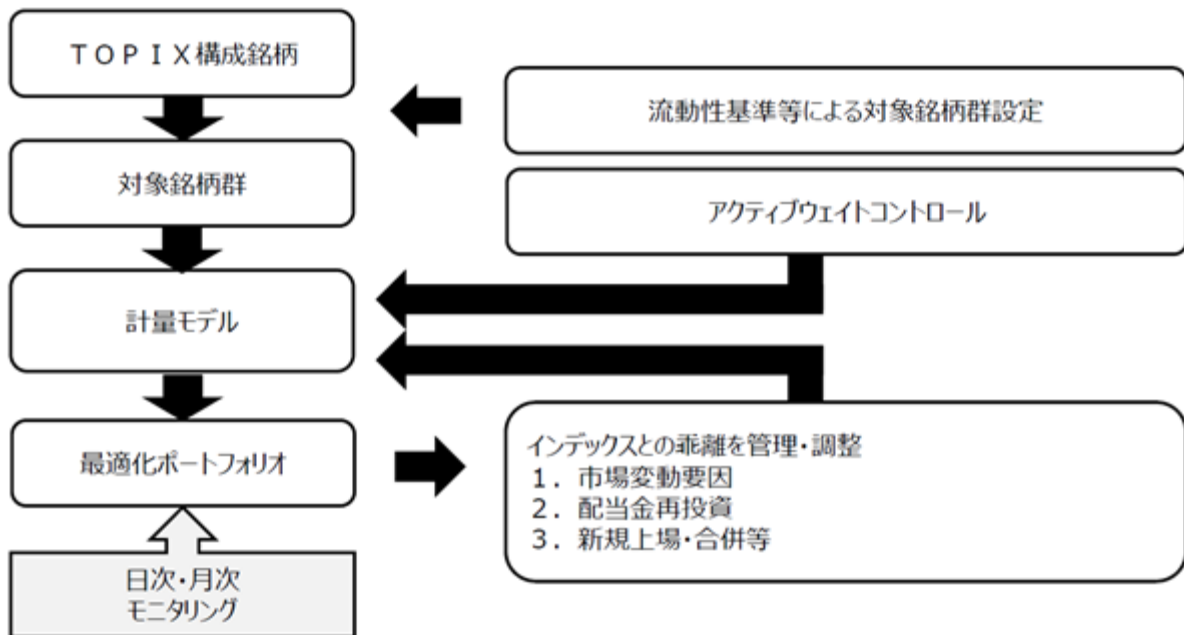 TOPIX構成銘柄
流動性基準等による対象銘柄群設定
対象銘柄群
アクティブウェイトコントロール
計量モデル
最適化ポートフォリオ
インデックスとの乖離を管理・調整
1.市場変動要因
2.配当金再投資
3.新規上場・合併等
日次・月次
モニタリング